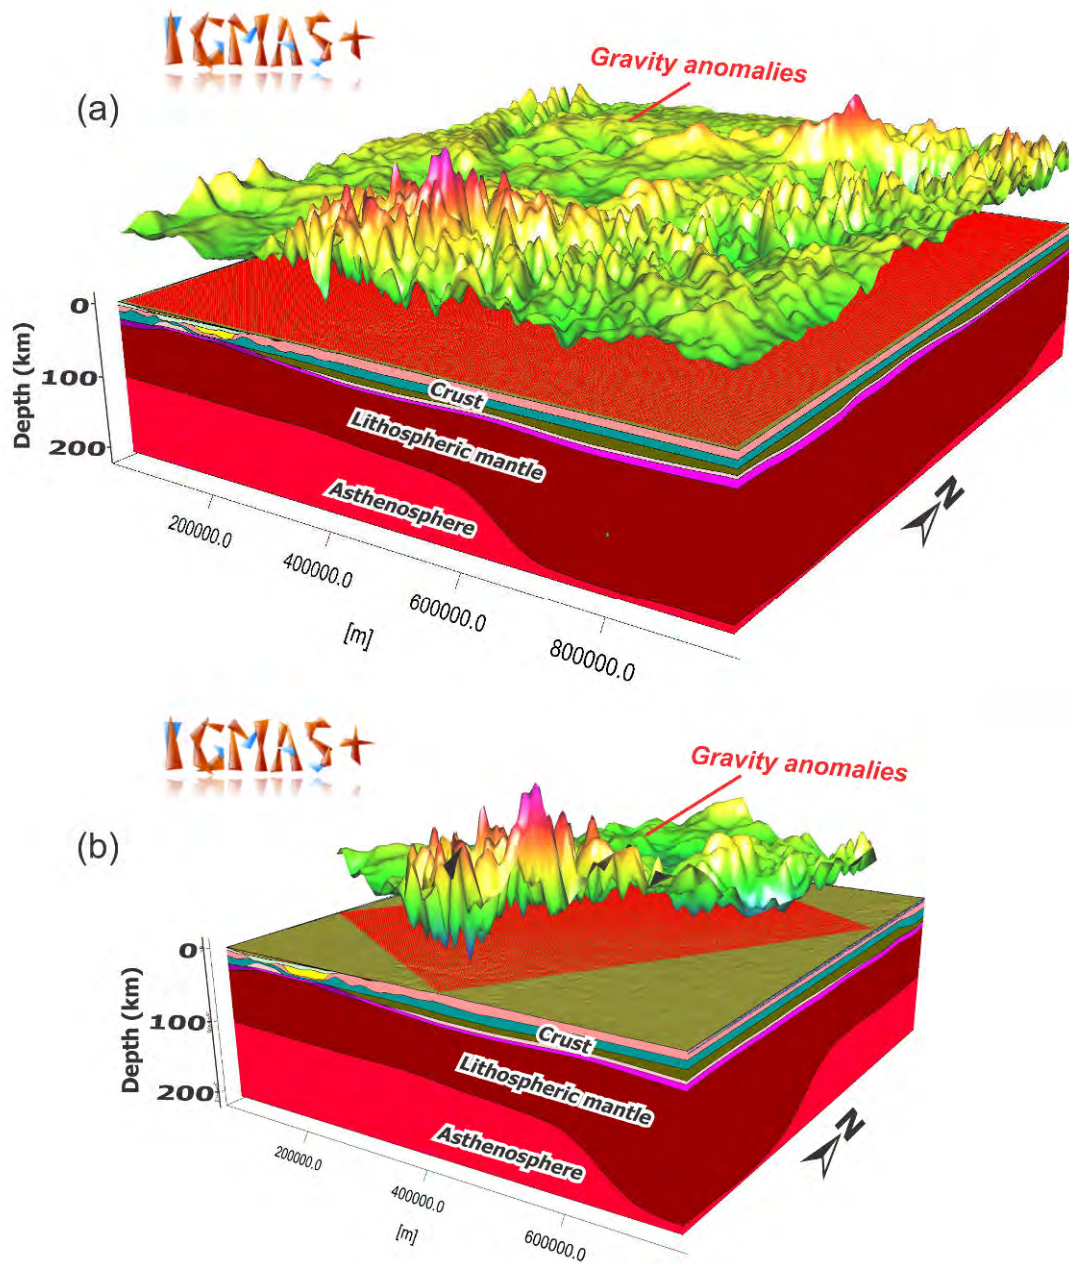 IGMAS+
Gravity anomalies
(a)
0
100
200
Depth (km)
Crust
Lithospheric mantle
Asthenosphere
N
200000.0
400000.0
600000.0
800000.0
[m]
IGMAS+
Gravity anomalies
(b)
0
100
200
Depth (km)
Crust
Lithospheric mantle
Asthenosphere
N
200000.0
400000.0
600000.0
[m]